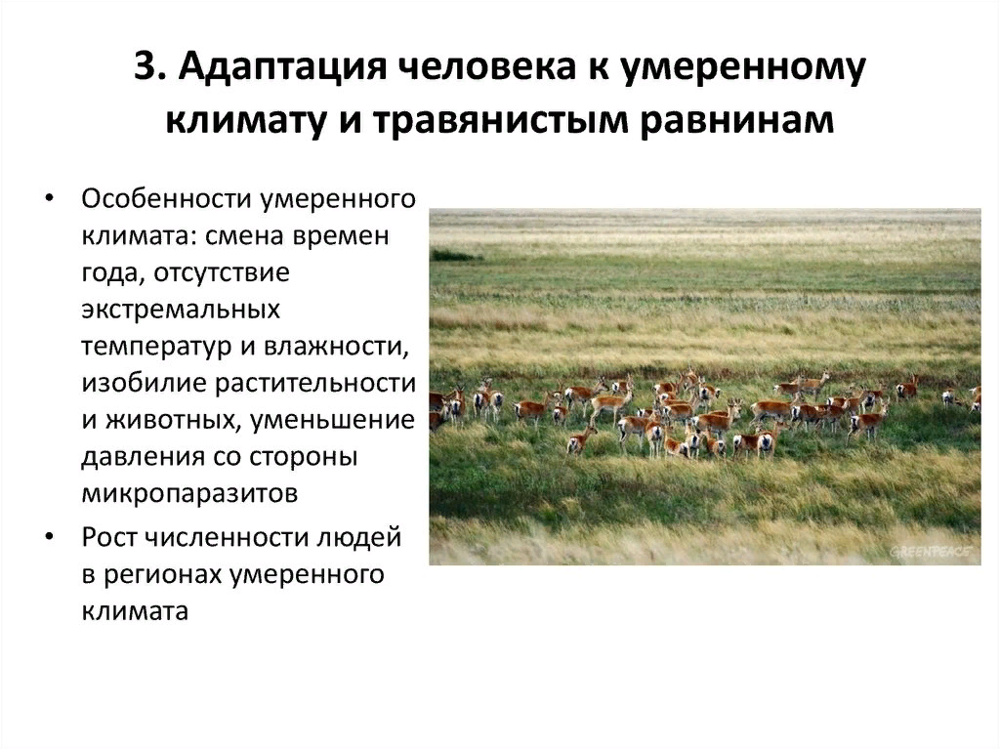 3. Адаптация человека к умеренному
климату и травянистым равнинам
• Особенности умеренного
климата: смена времен
года, отсутствие
экстремальных
температур и влажности,
изобилие растительности
и животных, уменьшение
давления со стороны
микропаразитов
• Рост численности людей
в регионах умеренного
климата
GREENPEACE